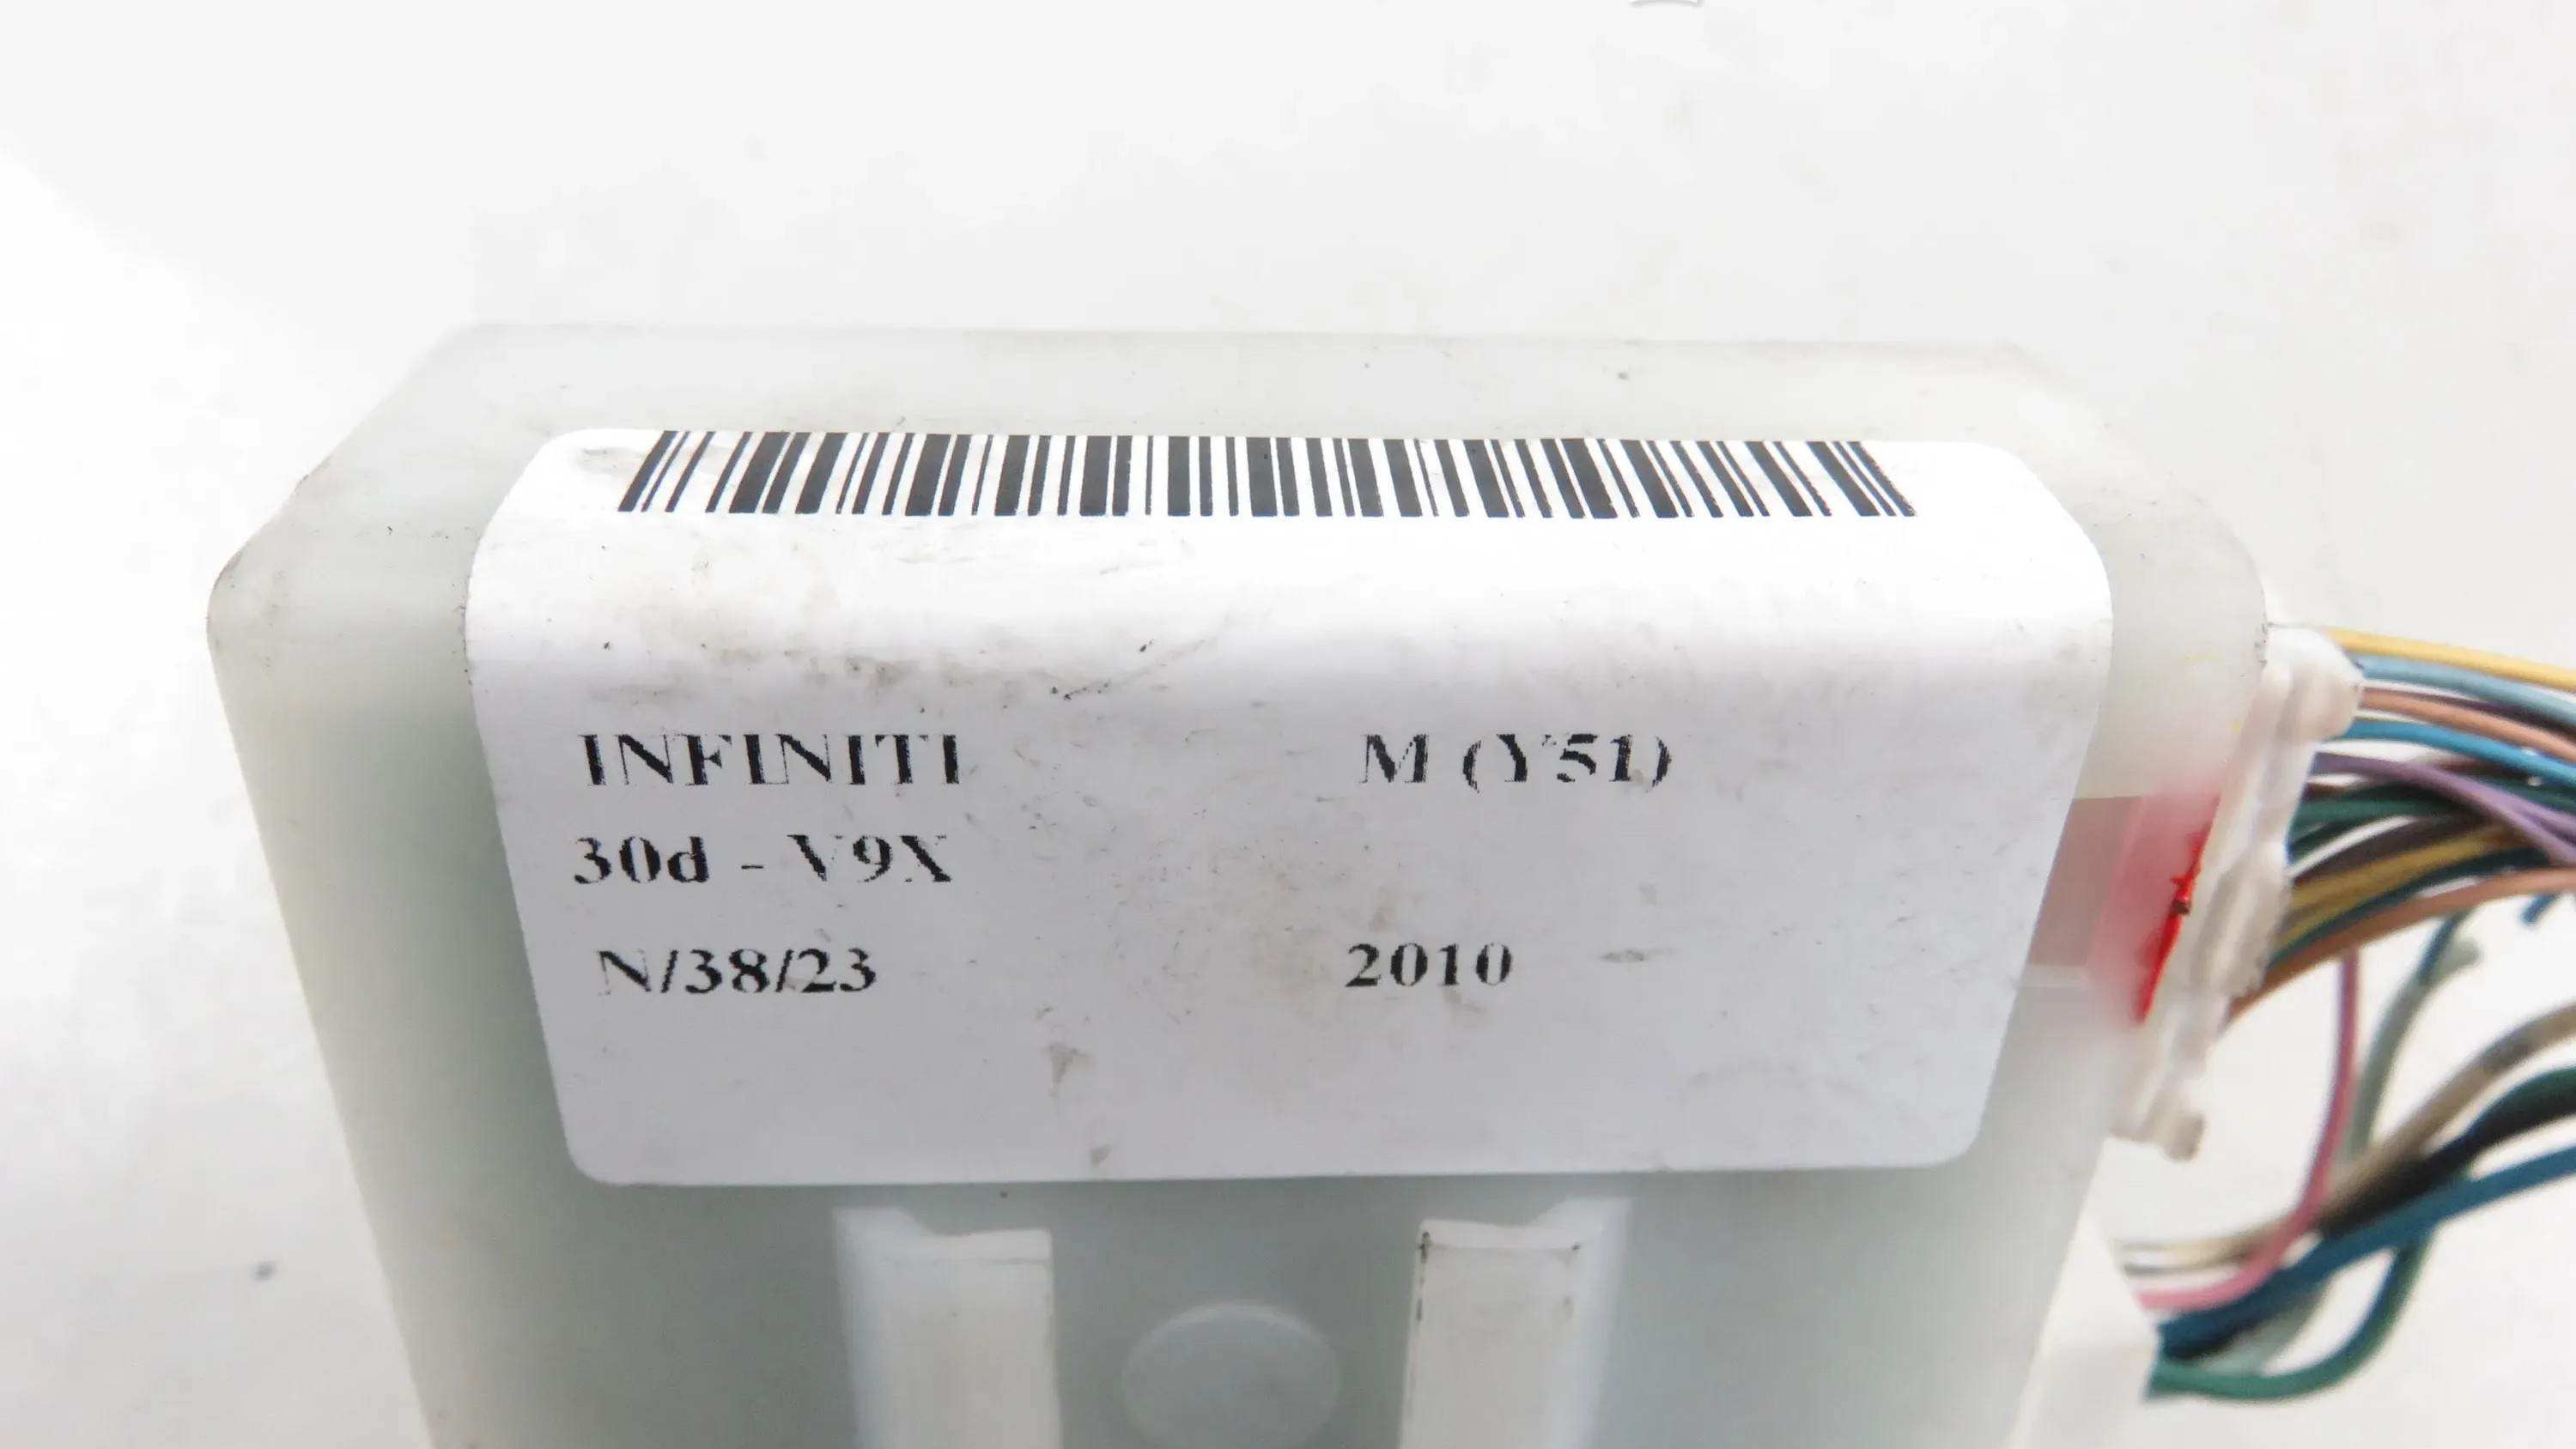 INFINITI M (Y51)
30d - V9X
N/38/23 2010